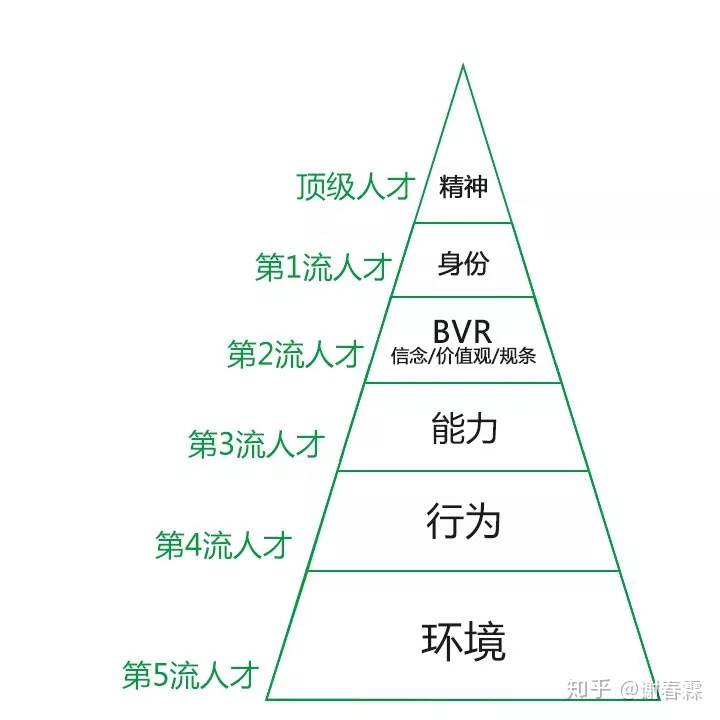 顶级人才 精神
第1流人才 身份
BVR
第2流人才 信念/价值观/规条
第3流人才 能力
第4流人才 行为
第5流人才 环境
知乎 @谢春霖